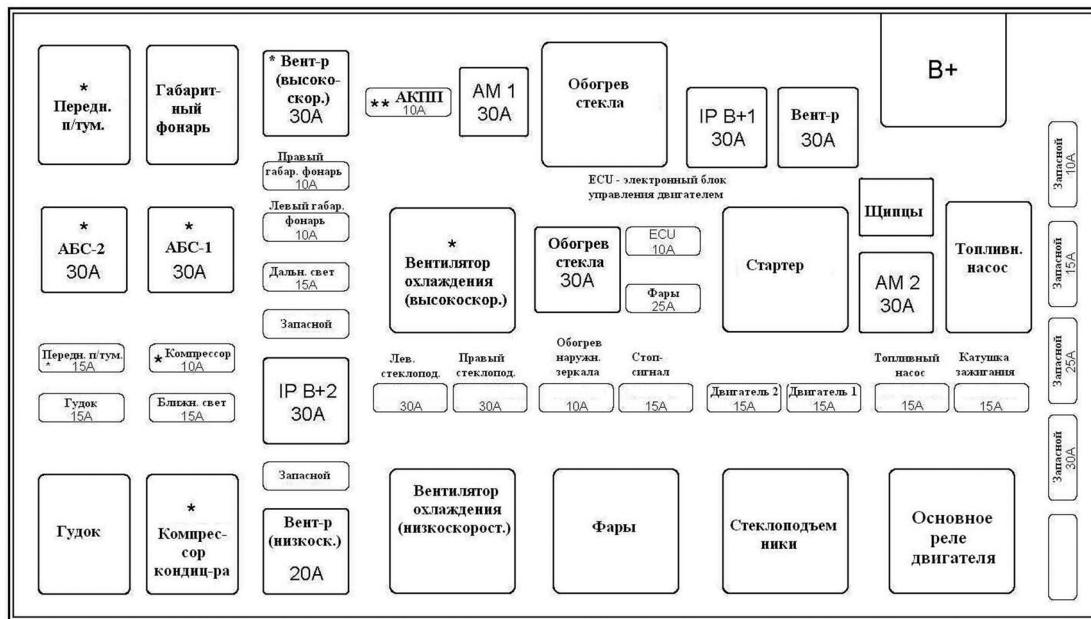 *
Передн.
п/тум.
Габарит-
ный
фонарь
* Вент-р
(высоко-
скор.)
30А
** АКПП
10А
АМ 1
30А
Обогрев
стекла
IP B+1
30А
Вент-р
30А
B+
Правый
габар. фонарь
10А
Левый габар.
фонарь
10А
ECU - электронный блок
управления двигателем
Запасной
10А
*
АБС-2
30А
*
АБС-1
30А
Дальн. свет
15А
Запасной
*
Вентилятор
охлаждения
(высокоскор.)
Обогрев
стекла
30А
ECU
10А
Фары
25А
Стартер
Щипцы
АМ 2
30А
Топливн.
насос
Запасной
15А
Передн. п/тум.
* 15А
* Компрессор
10А
Гудок
15А
Ближн. свет
15А
IP B+2
30А
Лев.
стеклопод.
30А
Правый
стеклопод.
30А
Обогрев
наружн.
зеркала
10А
Стоп-
сигнал
15А
Двигатель 2
15А
Двигатель 1
15А
Топливный
насос
15А
Катушка
зажигания
15А
Запасной
25А
Запасной
30А
Гудок
*
Компрес-
сор
кондиц-ра
Запасной
Вент-р
(низкоск.)
20А
Вентилятор
охлаждения
(низкоскорост.)
Фары
Стеклоподъем
ники
Основное
реле
двигателя